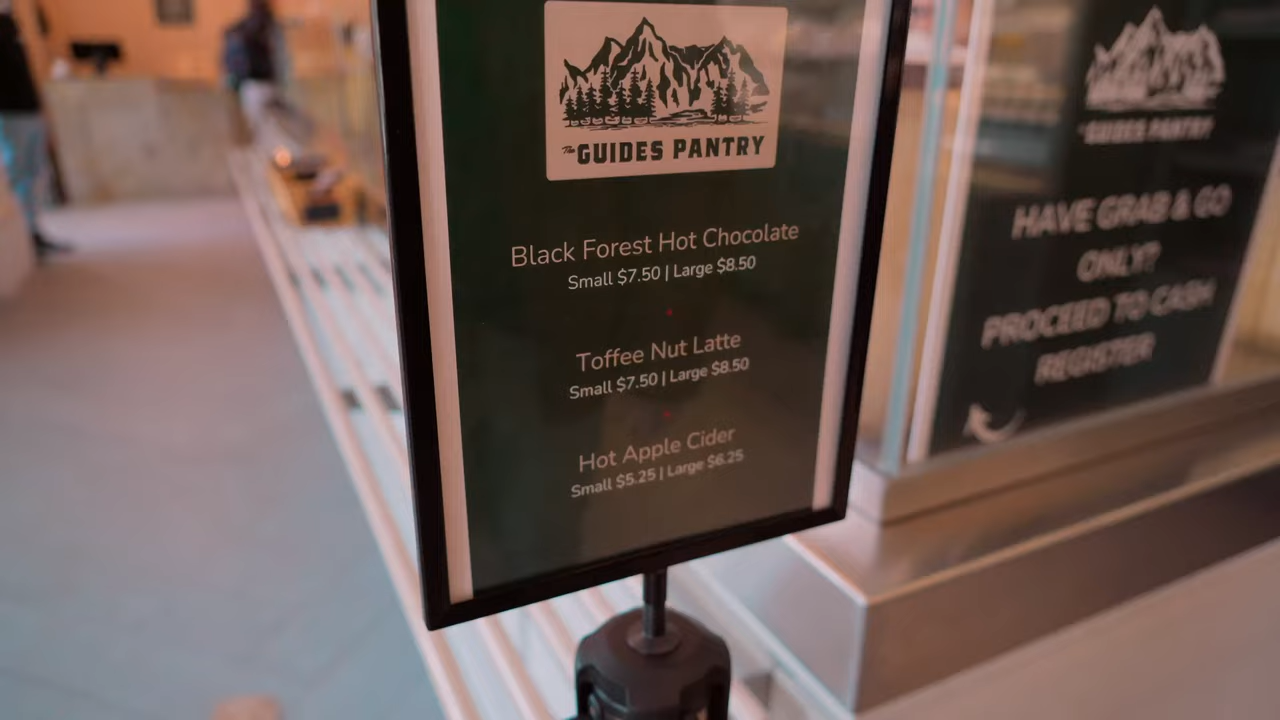 The GUIDES PANTRY
Black Forest Hot Chocolate
Small $7.50 | Large $8.50
Toffee Nut Latte
Small $7.50 | Large $8.50
Hot Apple Cider
Small $5.25 | Large $6.25
The GUIDES PANTRY
HAVE GRAB & GO
ONLY?
PROCEED TO CASH
REGISTER